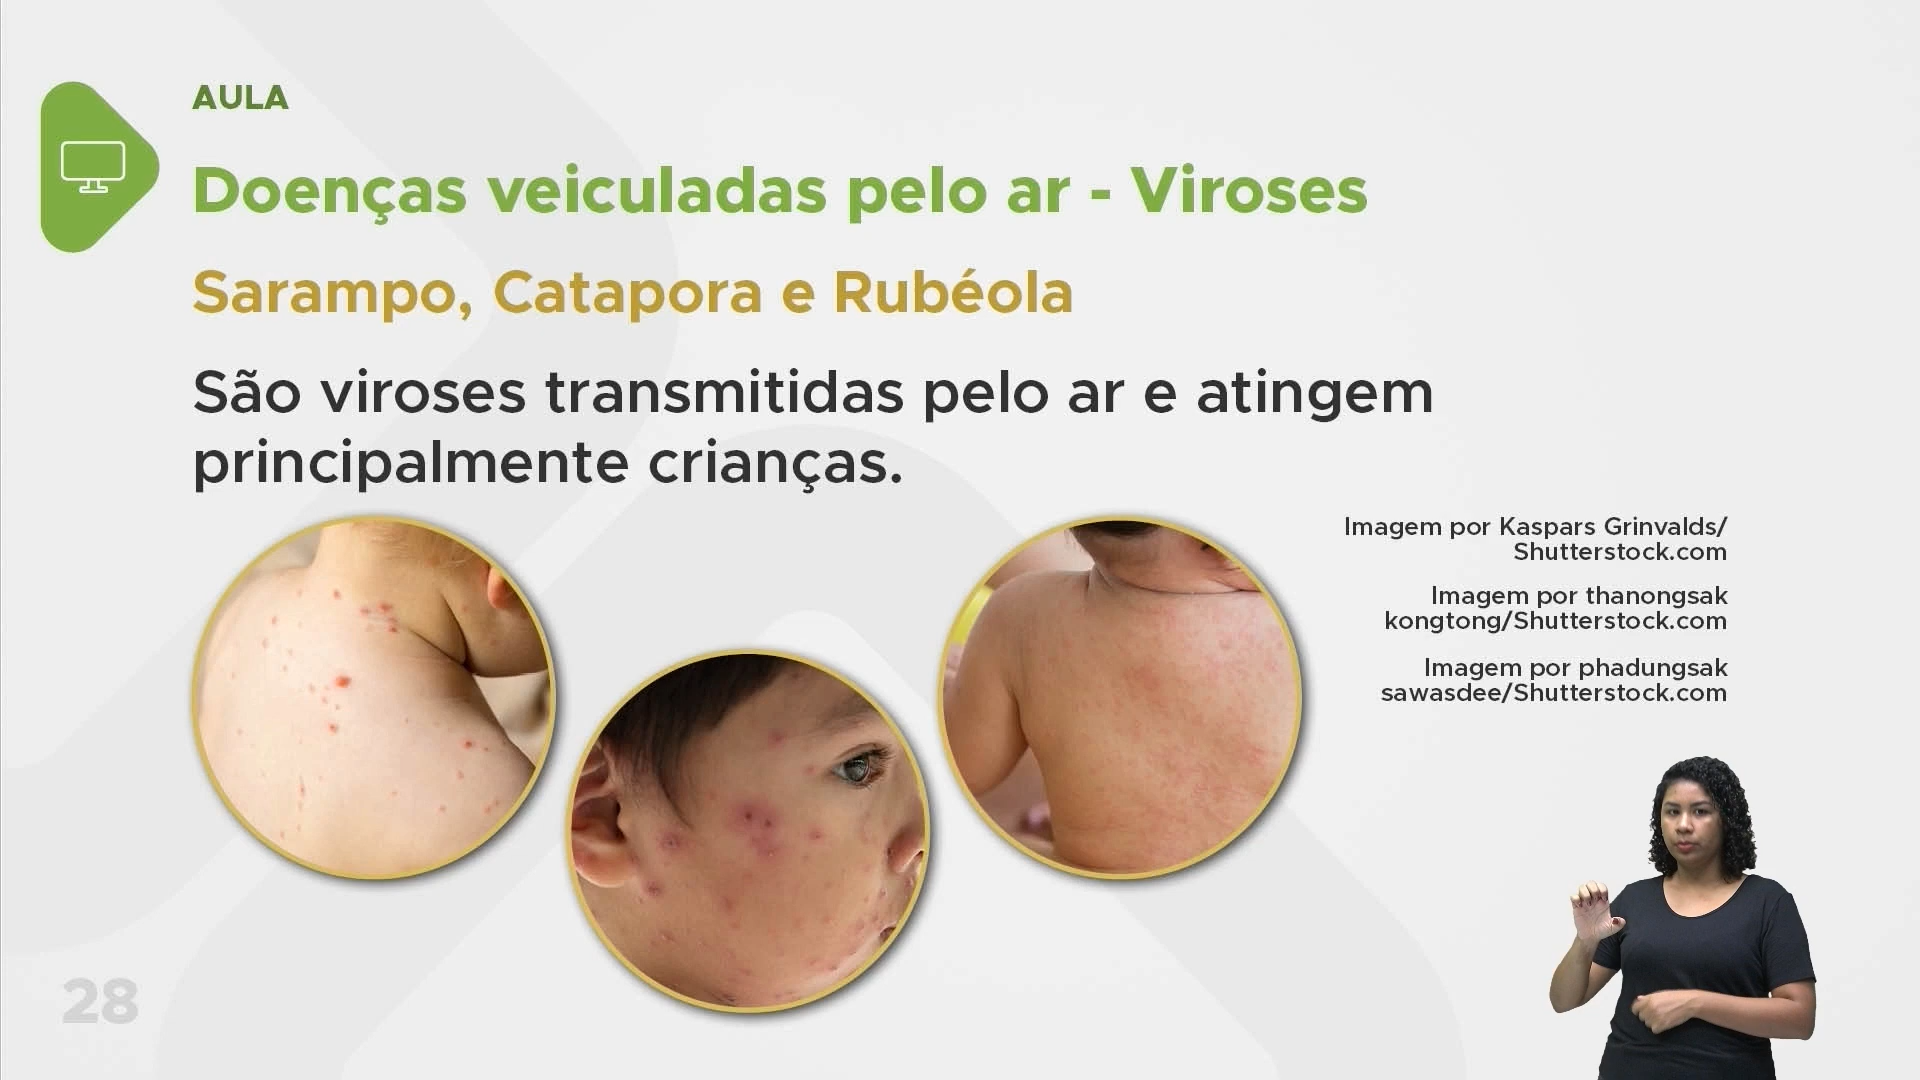 AULA
Doenças veiculadas pelo ar - Viroses
Sarampo, Catapora e Rubéola
São viroses transmitidas pelo ar e atingem
principalmente crianças.
Imagem por Kaspars Grinvalds/
Shutterstock.com
Imagem por thanongsak
kongtong/Shutterstock.com
Imagem por phadungsak
sawasdee/Shutterstock.com
28